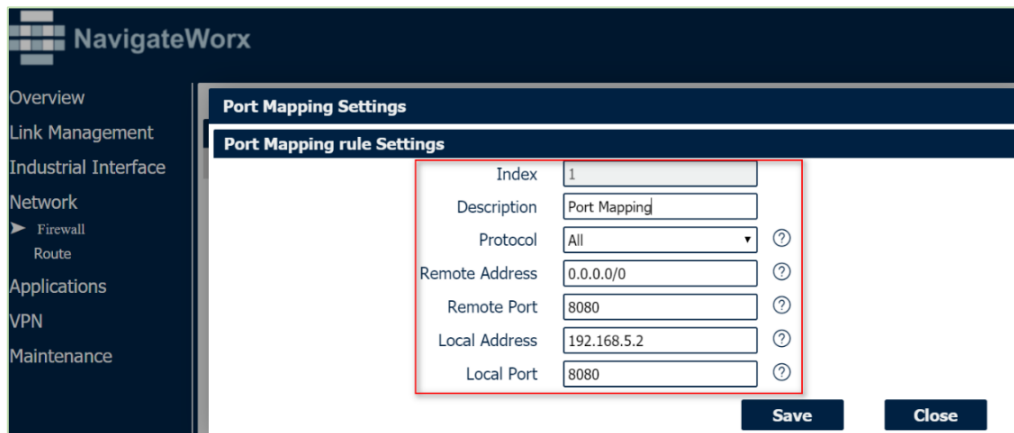 NavigateWorx
Overview
Link Management
Industrial Interface
Network
Firewall
Route
Applications
VPN
Maintenance
Port Mapping Settings
Port Mapping rule Settings
Index 1
Description Port Mapping
Protocol All
Remote Address 0.0.0.0/0
Remote Port 8080
Local Address 192.168.5.2
Local Port 8080
Save Close